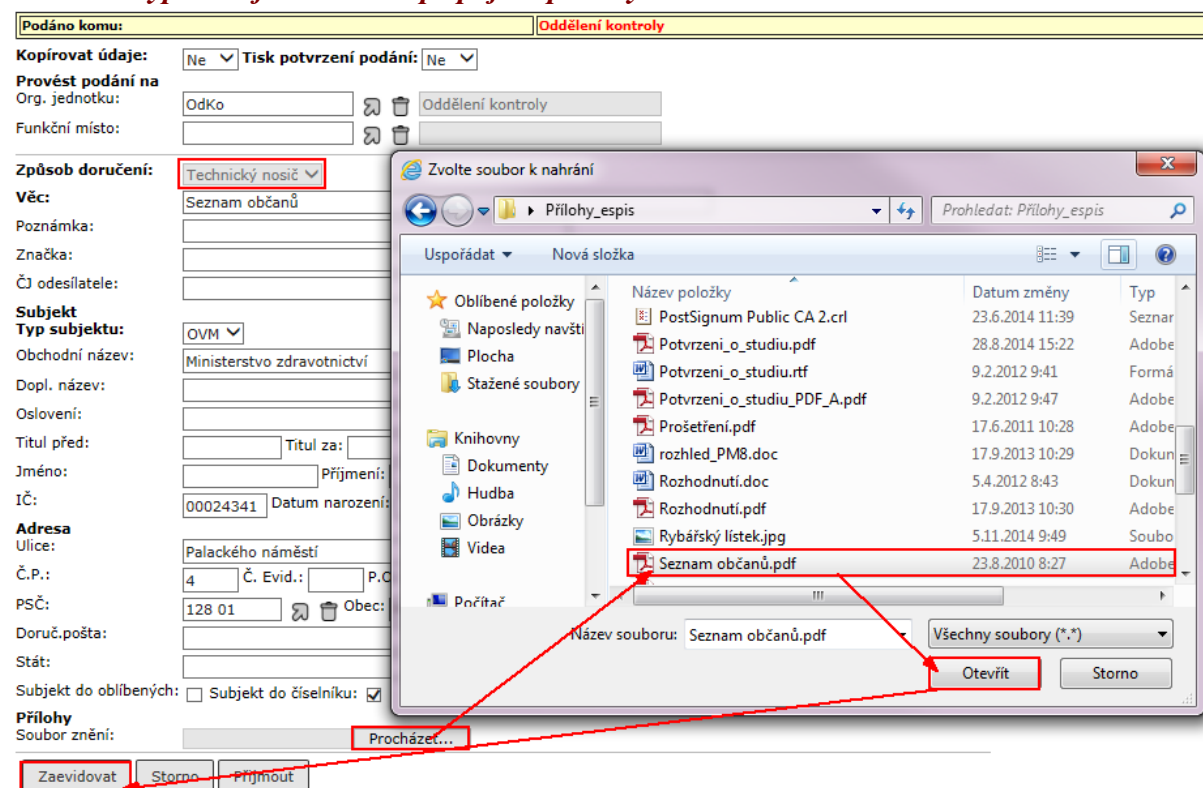 Podáno komu: Oddělení kontroly
Kopírovat údaje: Ne Tisk potvrzení podání: Ne
Provést podání na
Org. jednotku: OdKo Oddělení kontroly
Funkční místo:
Způsob doručení: Technický nosič
Věc: Seznam občanů
Poznámka:
Značka:
ČJ odesílatele:
Subjekt
Typ subjektu: OVM
Obchodní název: Ministerstvo zdravotnictví
Dopl. název:
Oslovení:
Titul před: Titul za:
Jméno: Příjmení:
IČ: 00024341 Datum narození:
Adresa
Ulice: Palackého náměstí
Č.P.: 4 Č. Evid.:
PSČ: 128 01 Obec:
Doruč.pošta:
Stát:
Subjekt do oblíbených: Subjekt do číselníku:
Přílohy
Soubor znění: Procházet...
Zaevidovat Storno Přijmout
Zvolte soubor k nahrání
Přílohy_espis Prohledat: Přílohy_espis
Uspořádat Nová složka
Oblíbené položky
Naposledy navšti
Plocha
Stažené soubory
Knihovny
Dokumenty
Hudba
Obrázky
Videa
Počítač
Název položky Datum změny Typ
PostSignum Public CA 2.crl 23.6.2014 11:39 Seznar
Potvrzeni_o_studiu.pdf 28.8.2014 15:22 Adobe
Potvrzeni_o_studiu.rtf 9.2.2012 9:41 Formá
Potvrzeni_o_studiu_PDF_A.pdf 9.2.2012 9:47 Adobe
Prošetření.pdf 17.6.2011 10:28 Adobe
rozhled_PM8.doc 17.9.2013 10:29 Dokun
Rozhodnutí.doc 5.4.2012 8:43 Dokun
Rozhodnutí.pdf 17.9.2013 10:30 Adobe
Rybářský lístek.jpg 5.11.2014 9:49 Soubo
Seznam občanů.pdf 23.8.2010 8:27 Adobe
Název souboru: Seznam občanů.pdf Všechny soubory (*.*)
Otevřít Storno